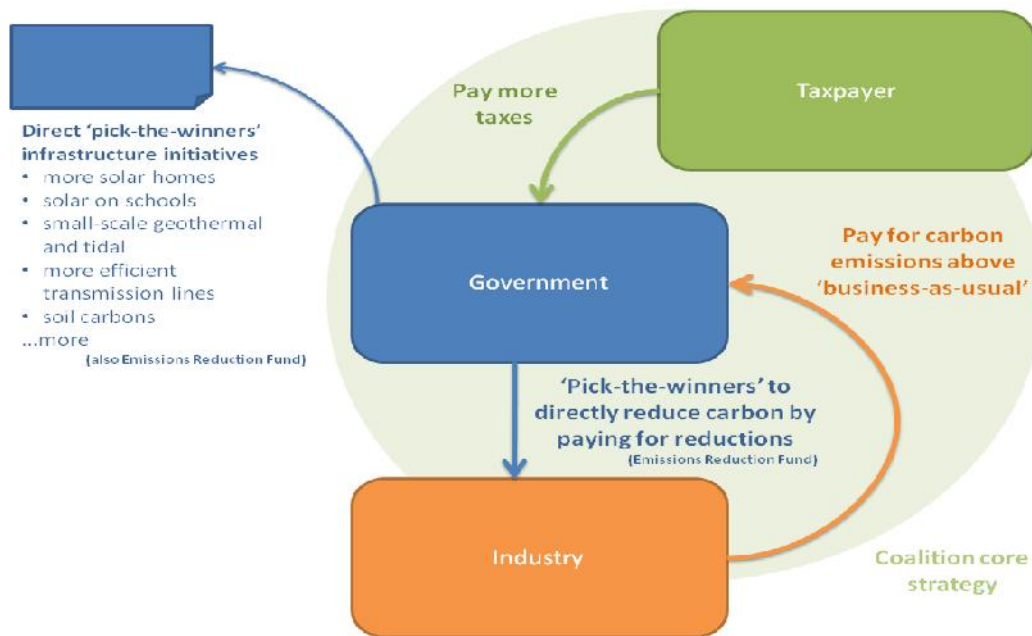 Taxpayer
Pay more
taxes
Direct ‘pick-the-winners’
infrastructure initiatives
• more solar homes
• solar on schools
• small-scale geothermal
and tidal
• more efficient
transmission lines
• soil carbons
...more
(also Emissions Reduction Fund)
Government
Pay for carbon
emissions above
‘business-as-usual’
‘Pick-the-winners’ to
directly reduce carbon by
paying for reductions
(Emissions Reduction Fund)
Industry
Coalition core
strategy